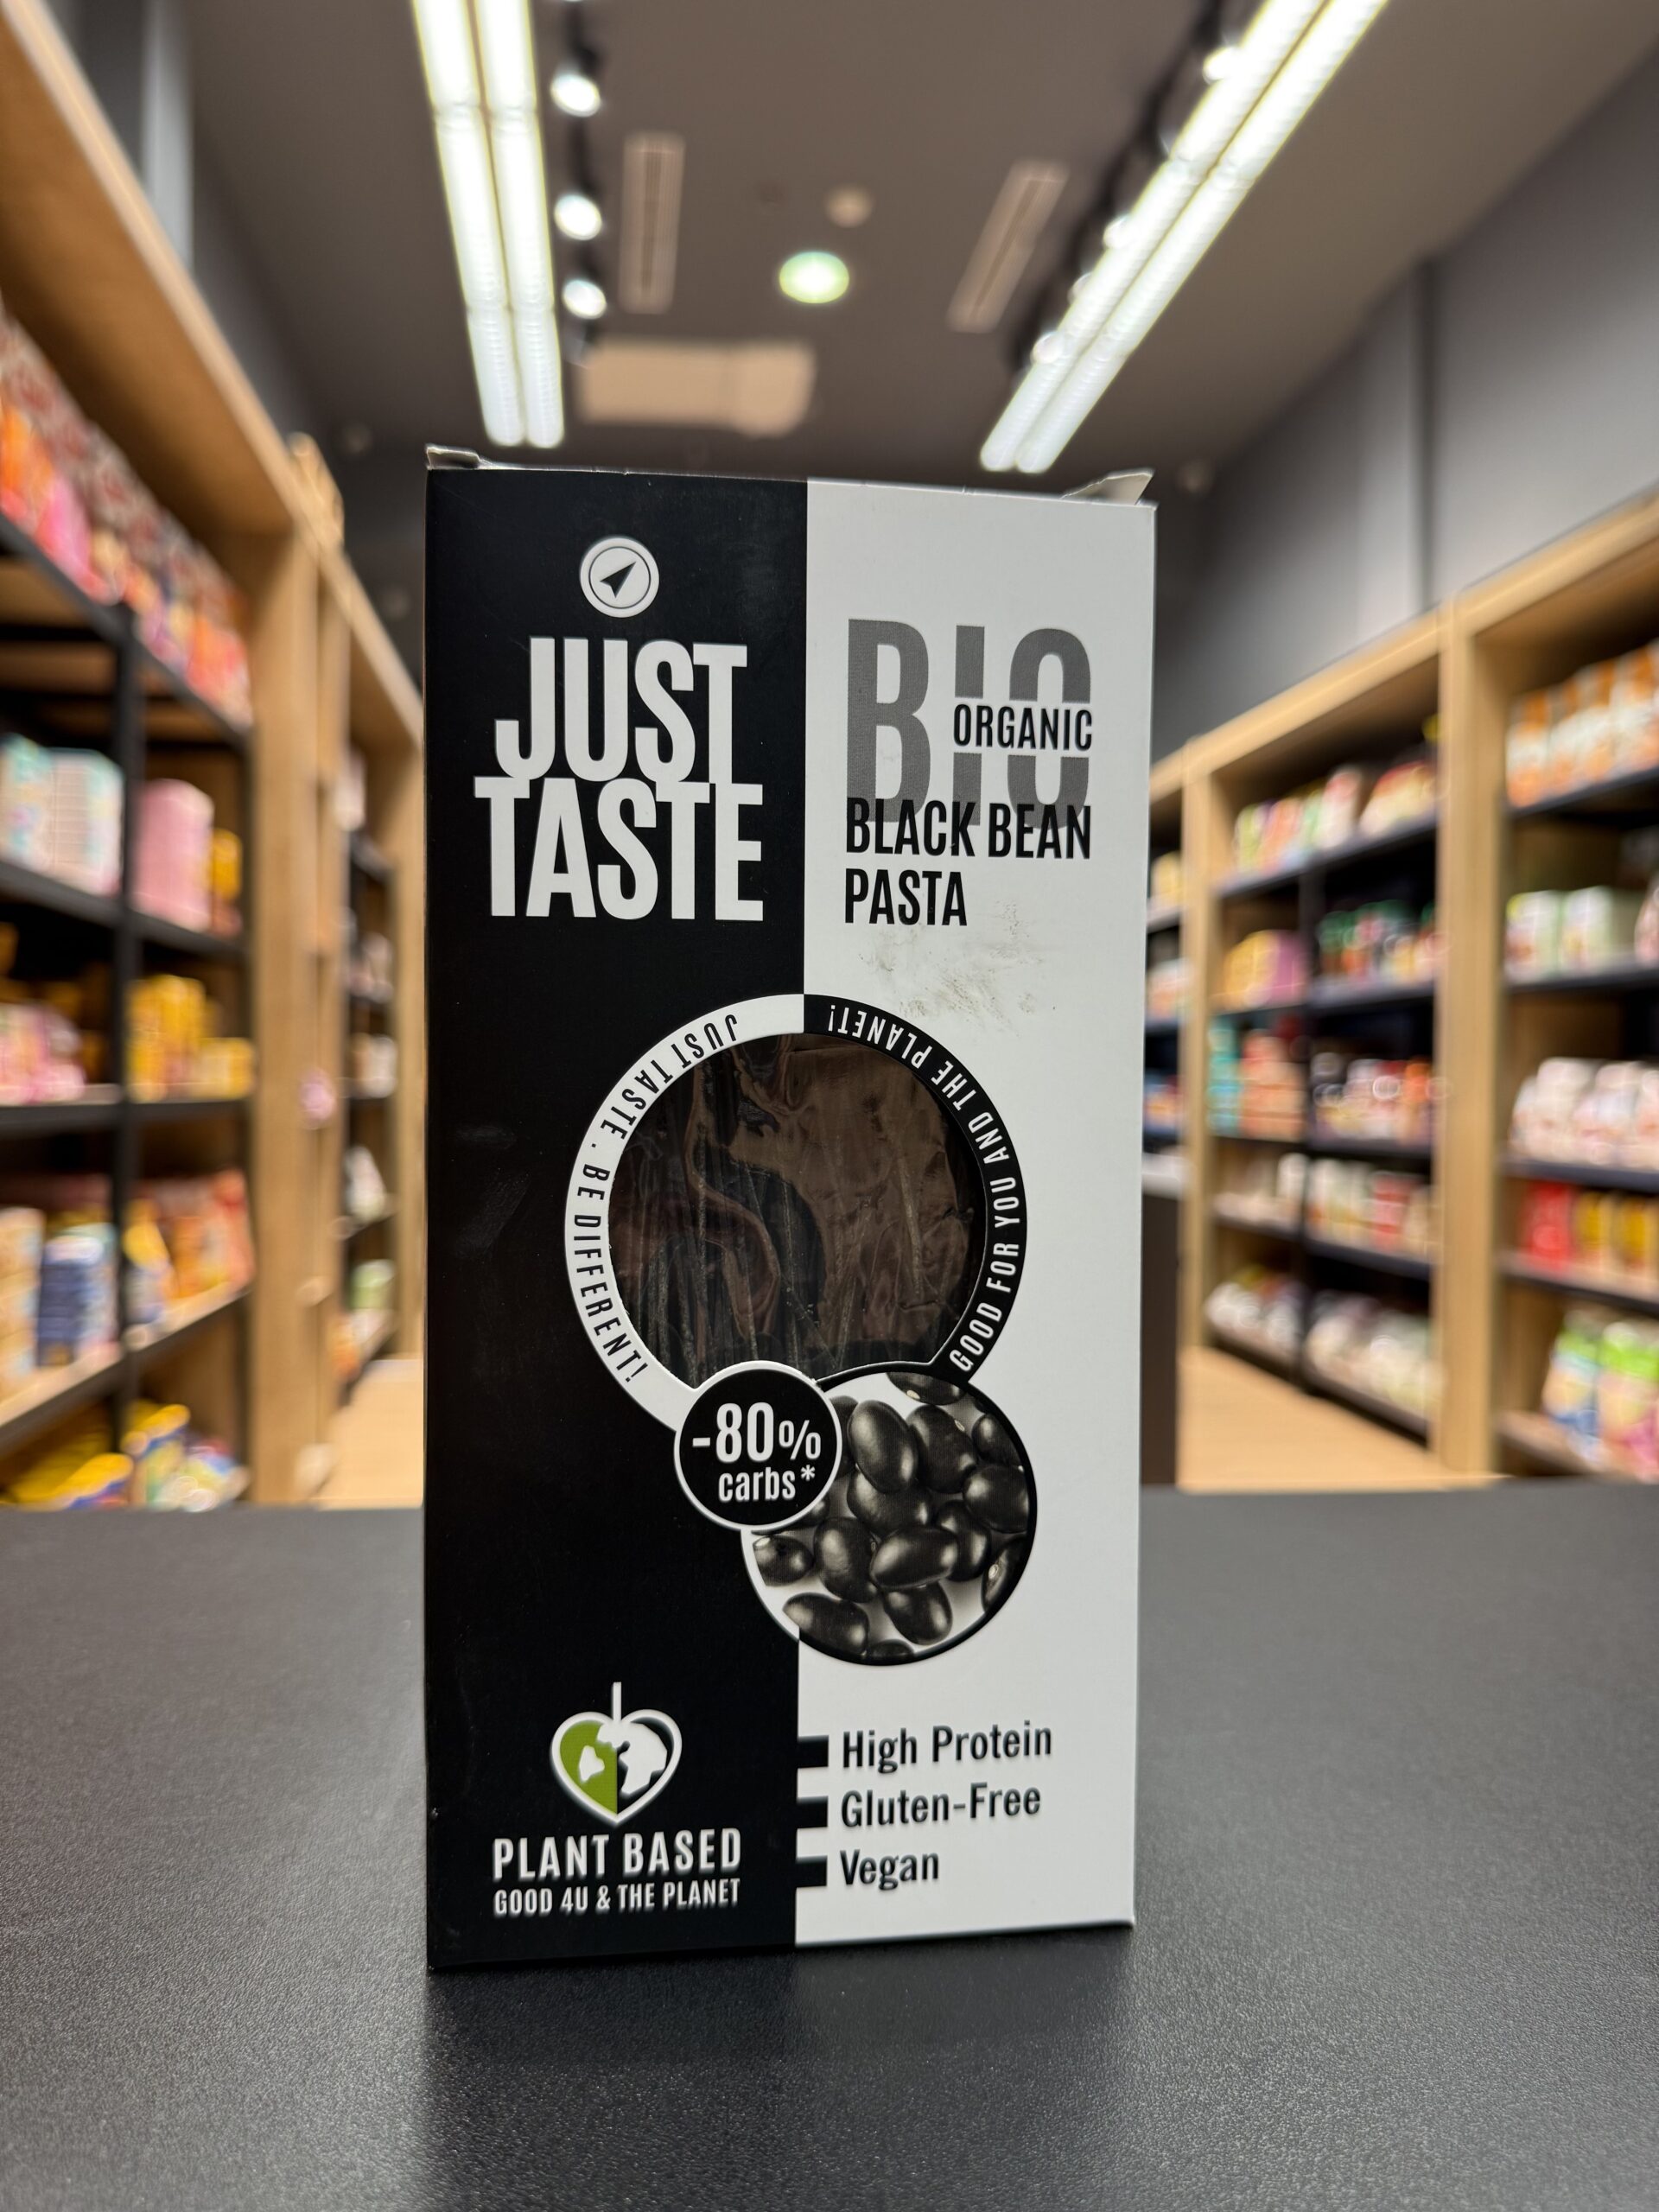 JUST
TASTE
BIO
ORGANIC
BLACK BEAN
PASTA
JUST TASTE . BE DIFFERENT!
GOOD FOR YOU AND THE PLANET!
-80%
carbs*
PLANT BASED
GOOD 4U & THE PLANET
High Protein
Gluten-Free
Vegan